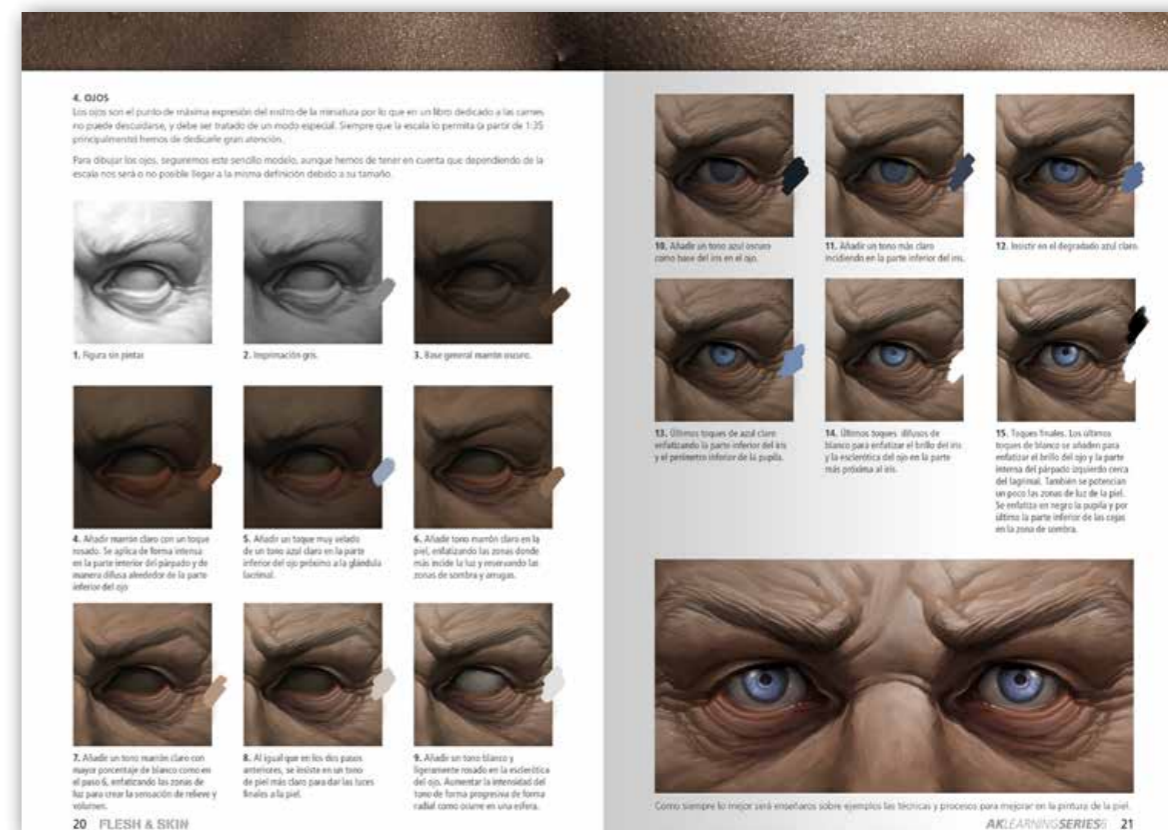 4. OJOS
Los ojos son el punto de máxima expresión del rostro de la miniatura por lo que en un libro dedicado a las carnes
no puede descuidarse, y debe ser tratado de un modo especial. Siempre que la escala lo permita (a partir de 1:35
principalmente) hemos de dedicarle gran atención.
Para dibujar los ojos, seguiremos este sencillo modelo, aunque hemos de tener en cuenta que dependiendo de la
escala nos será o no posible llegar a la misma definición debido a su tamaño.
1. Figura sin pintar
2. Imprimación gris.
3. Base general marrón oscuro.
4. Añadir marrón claro con un toque
rosado. Se aplica de forma intensa
en la parte interior del párpado y de
manera difusa alrededor de la parte
inferior del ojo
5. Añadir un toque muy velado
de un tono azul claro en la parte
inferior del ojo próximo a la glándula
lacrimal.
6. Añade tono marrón claro en la
piel, enfatizando las zonas donde
más incide la luz y reservando las
zonas de sombra y arrugas.
7. Añadir un tono marrón claro con
mayor porcentaje de blanco como en
el paso 6, enfatizando las zonas de
luz para crear la sensación de relieve y
volumen.
8. Al igual que en los dos pasos
anteriores, se insiste en un tono
de piel más claro para dar las luces
finales a la piel.
9. Añadir un tono blanco y
ligeramente rosado en la esclerótica
del ojo. Aumentar la intensidad del
tono de forma progresiva de forma
radial como ocurre en una esfera.
20 FLESH & SKIN
10. Añadir un tono azul oscuro
como base del iris en el ojo.
11. Añadir un tono más claro
incidiendo en la parte inferior del iris.
12. Insistir en el degradado azul claro.
13. Últimos toques de azul claro
enfatizando la parte inferior del iris
y el perímetro inferior de la pupila.
14. Últimos toques difusos de
blanco para enfatizar el brillo del iris
y la esclerótica del ojo en la parte
más próxima al iris.
15. Toques finales. Los últimos
toques de blanco se añaden para
enfatizar el brillo del ojo y la parte
intensa del párpado izquierdo cerca
del lagrimal. También se potencian
un poco las zonas de luz de la piel.
Se enfatiza en negro la pupila y por
último la parte inferior de las cejas
en la zona de sombra.
Como siempre lo mejor será enseñaros sobre ejemplos las técnicas y procesos para mejorar en la pintura de la piel.
AKLEARNINGSERIES6 21